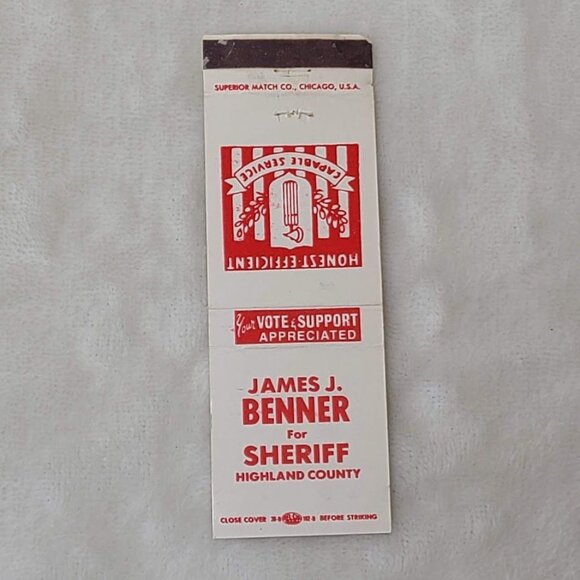 SUPERIOR MATCH CO., CHICAGO, U.S.A.
HONEST-EFFICIENT
CAPABLE SERVICE
Your VOTE & SUPPORT
APPRECIATED
JAMES J.
BENNER
For
SHERIFF
HIGHLAND COUNTY
CLOSE COVER BEFORE STRIKING